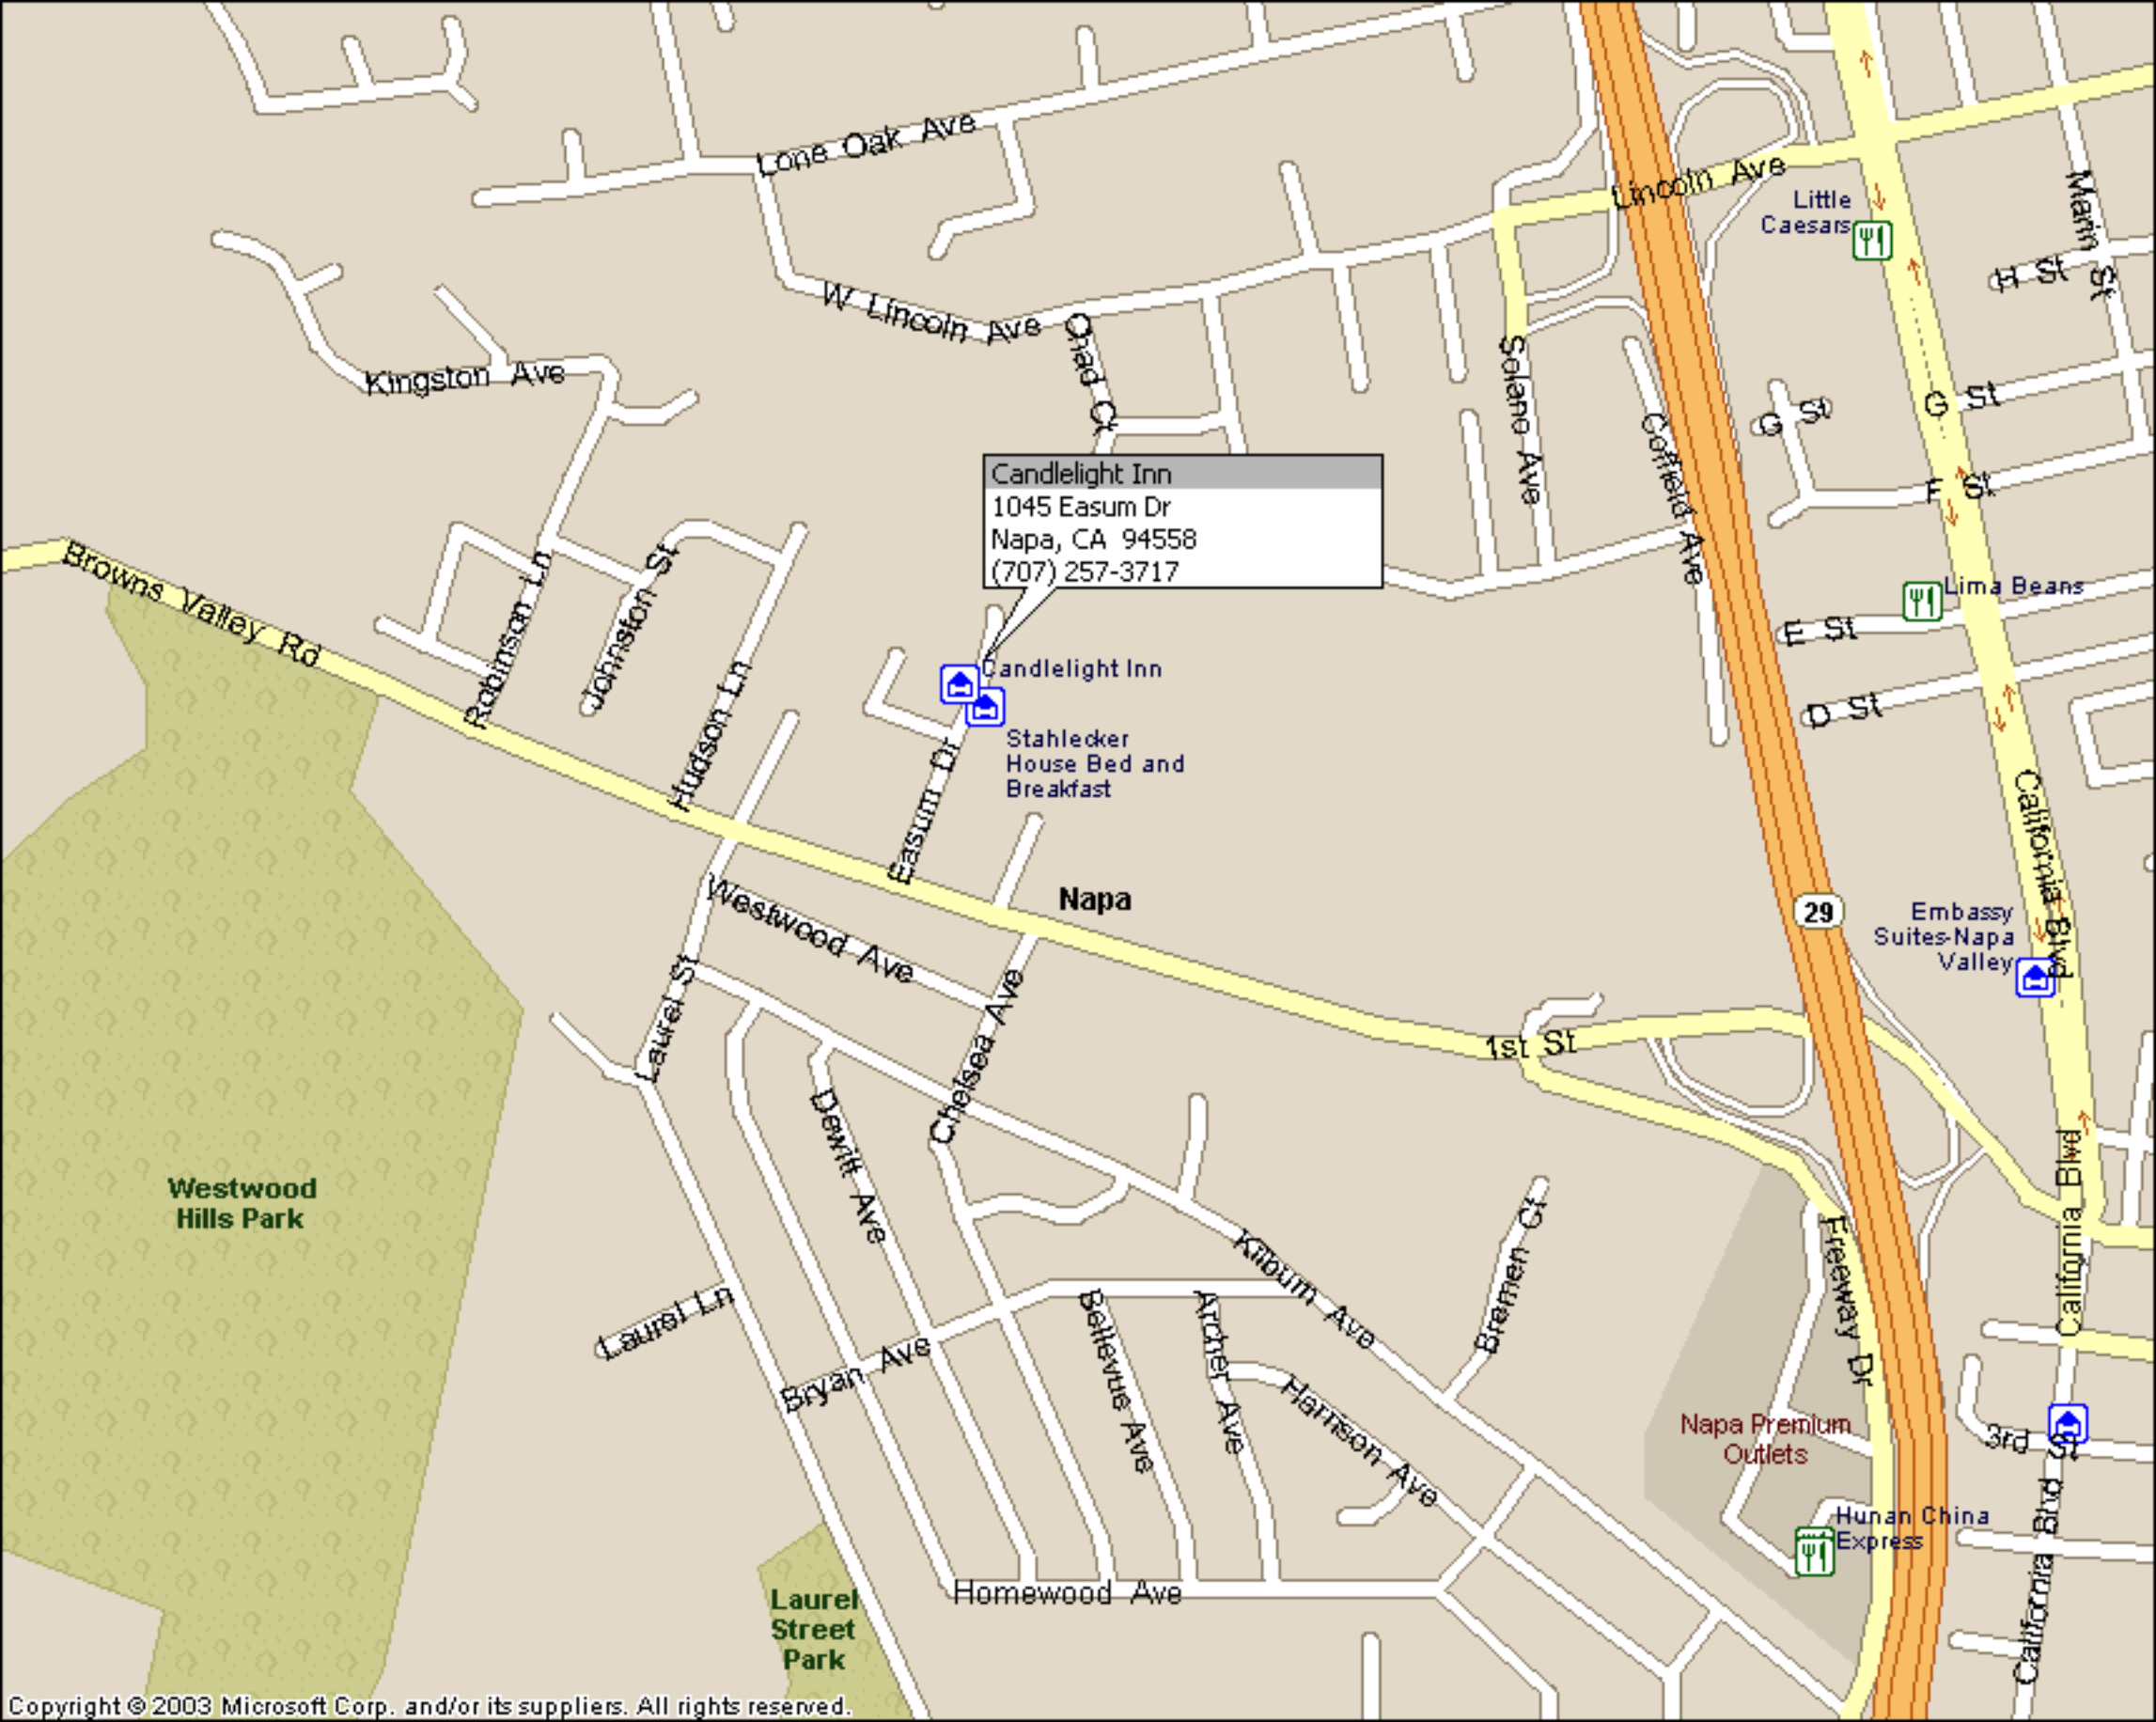 Lone Oak Ave
Lincoln Ave
Little
Caesars
Marin St
H St
W Lincoln Ave
Chad Ct
Kingston Ave
Solano Ave
G St
G St
Coffield Ave
Candlelight Inn
1045 Easum Dr
Napa, CA 94558
(707) 257-3717
F St
Browns Valley Rd
Robinson Ln
Johnston St
Hudson Ln
Lima Beans
E St
Candlelight Inn
D St
Stahlecker
House Bed and
Breakfast
Easum Dr
California Blvd
Westwood Ave
Napa
29
Embassy
Suites-Napa
Valley
Laurel St
Chelsea Ave
1st St
Dewitt Ave
Westwood
Hills Park
California Blvd
Kilburn Ave
Bremen Ct
Freeway Dr
Laurel Ln
Bryan Ave
Bellevue Ave
Archer Ave
Harrison Ave
Napa Premium
Outlets
3rd St
Hunan China
Express
California Blvd
Homewood Ave
Laurel
Street
Park
Copyright © 2003 Microsoft Corp. and/or its suppliers. All rights reserved.